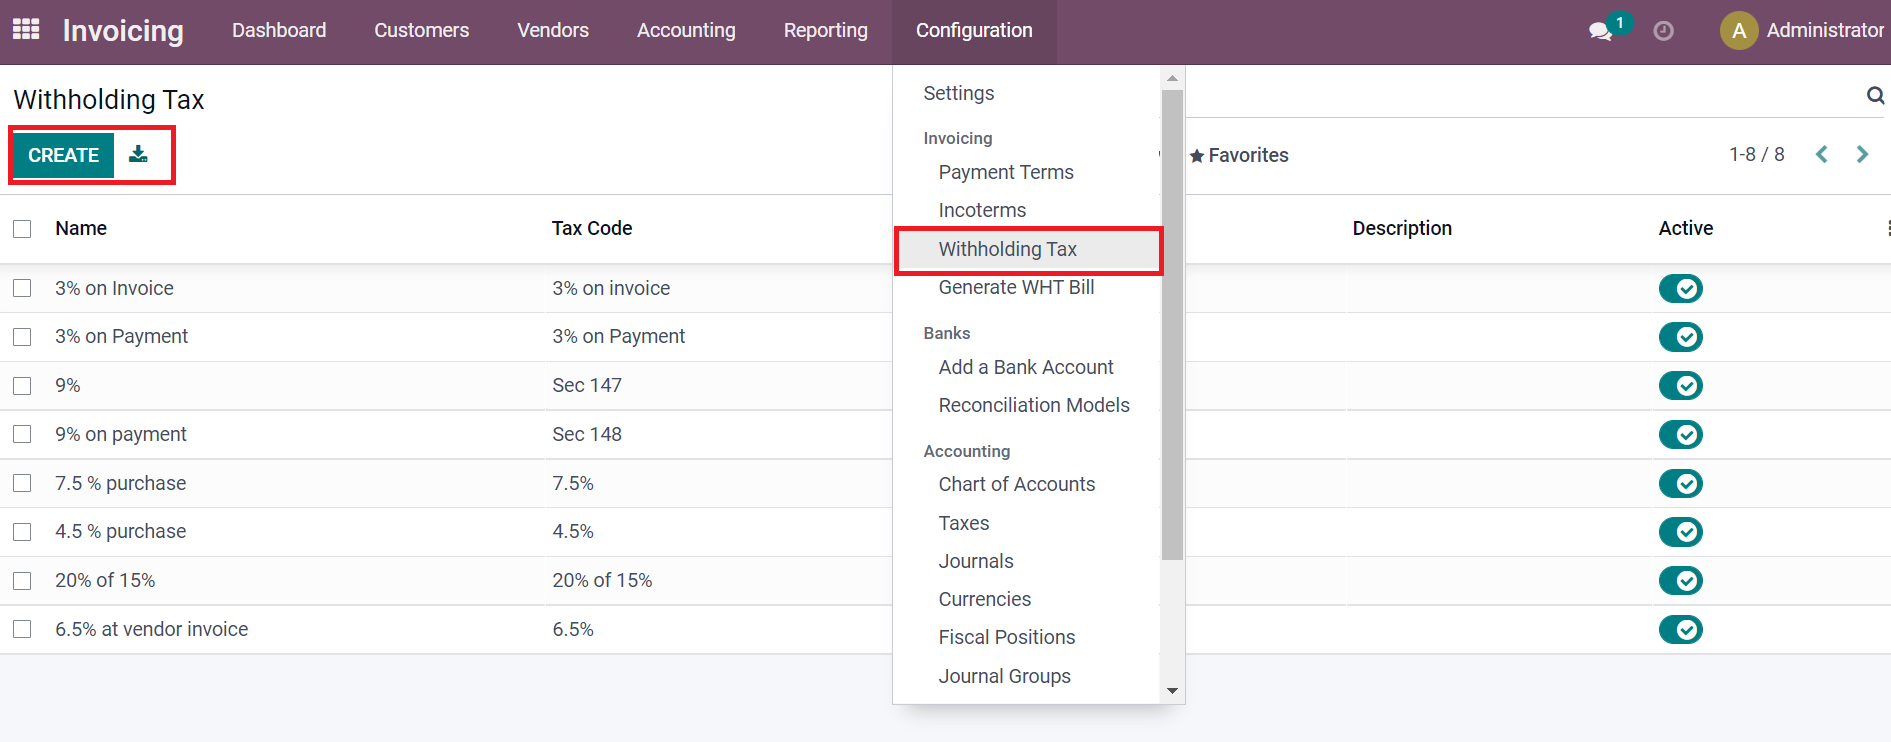 Invoicing Dashboard Customers Vendors Accounting Reporting Configuration 1 A Administrator
Withholding Tax
CREATE
Favorites 1-8 / 8
Settings
Invoicing
Payment Terms
Incoterms
Withholding Tax
Generate WHT Bill
Banks
Add a Bank Account
Reconciliation Models
Accounting
Chart of Accounts
Taxes
Journals
Currencies
Fiscal Positions
Journal Groups
Name Tax Code Description Active
3% on Invoice 3% on invoice
3% on Payment 3% on Payment
9% Sec 147
9% on payment Sec 148
7.5 % purchase 7.5%
4.5 % purchase 4.5%
20% of 15% 20% of 15%
6.5% at vendor invoice 6.5%